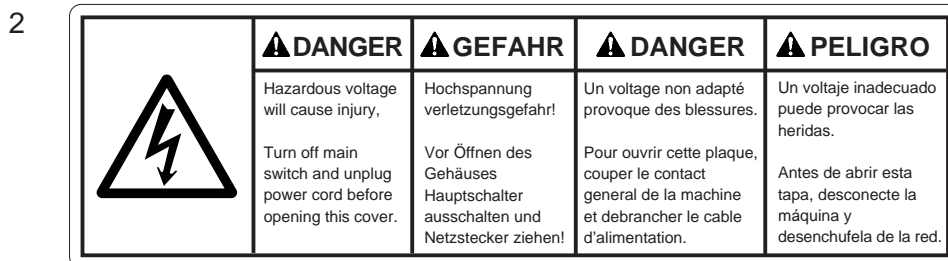 2
DANGER
Hazardous voltage
will cause injury,
Turn off main
switch and unplug
power cord before
opening this cover.
GEFAHR
Hochspannung
verletzungsgefahr!
Vor Öffnen des
Gehäuses
Hauptschalter
ausschalten und
Netzstecker ziehen!
DANGER
Un voltage non adapté
provoque des blessures.
Pour ouvrir cette plaque,
couper le contact
general de la machine
et debrancher le cable
d'alimentation.
PELIGRO
Un voltaje inadecuado
puede provocar las
heridas.
Antes de abrir esta
tapa, desconecte la
máquina y
desenchufela de la red.